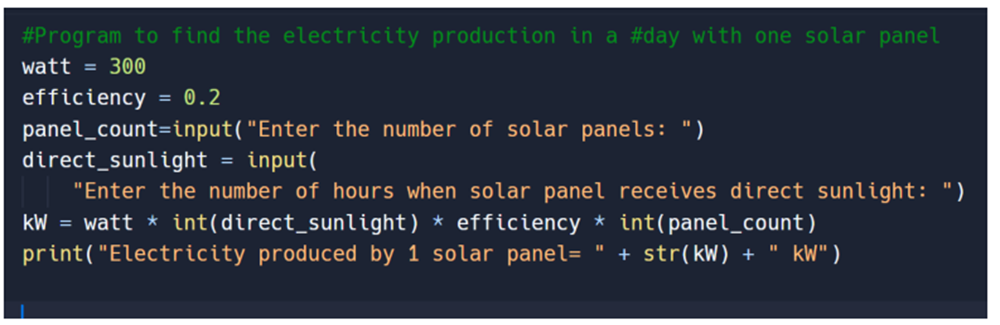 #Program to find the electricity production in a #day with one solar panel
watt = 300
efficiency = 0.2
panel_count=input("Enter the number of solar panels: ")
direct_sunlight = input(
    "Enter the number of hours when solar panel receives direct sunlight: ")
kW = watt * int(direct_sunlight) * efficiency * int(panel_count)
print("Electricity produced by 1 solar panel= " + str(kW) + " kW")